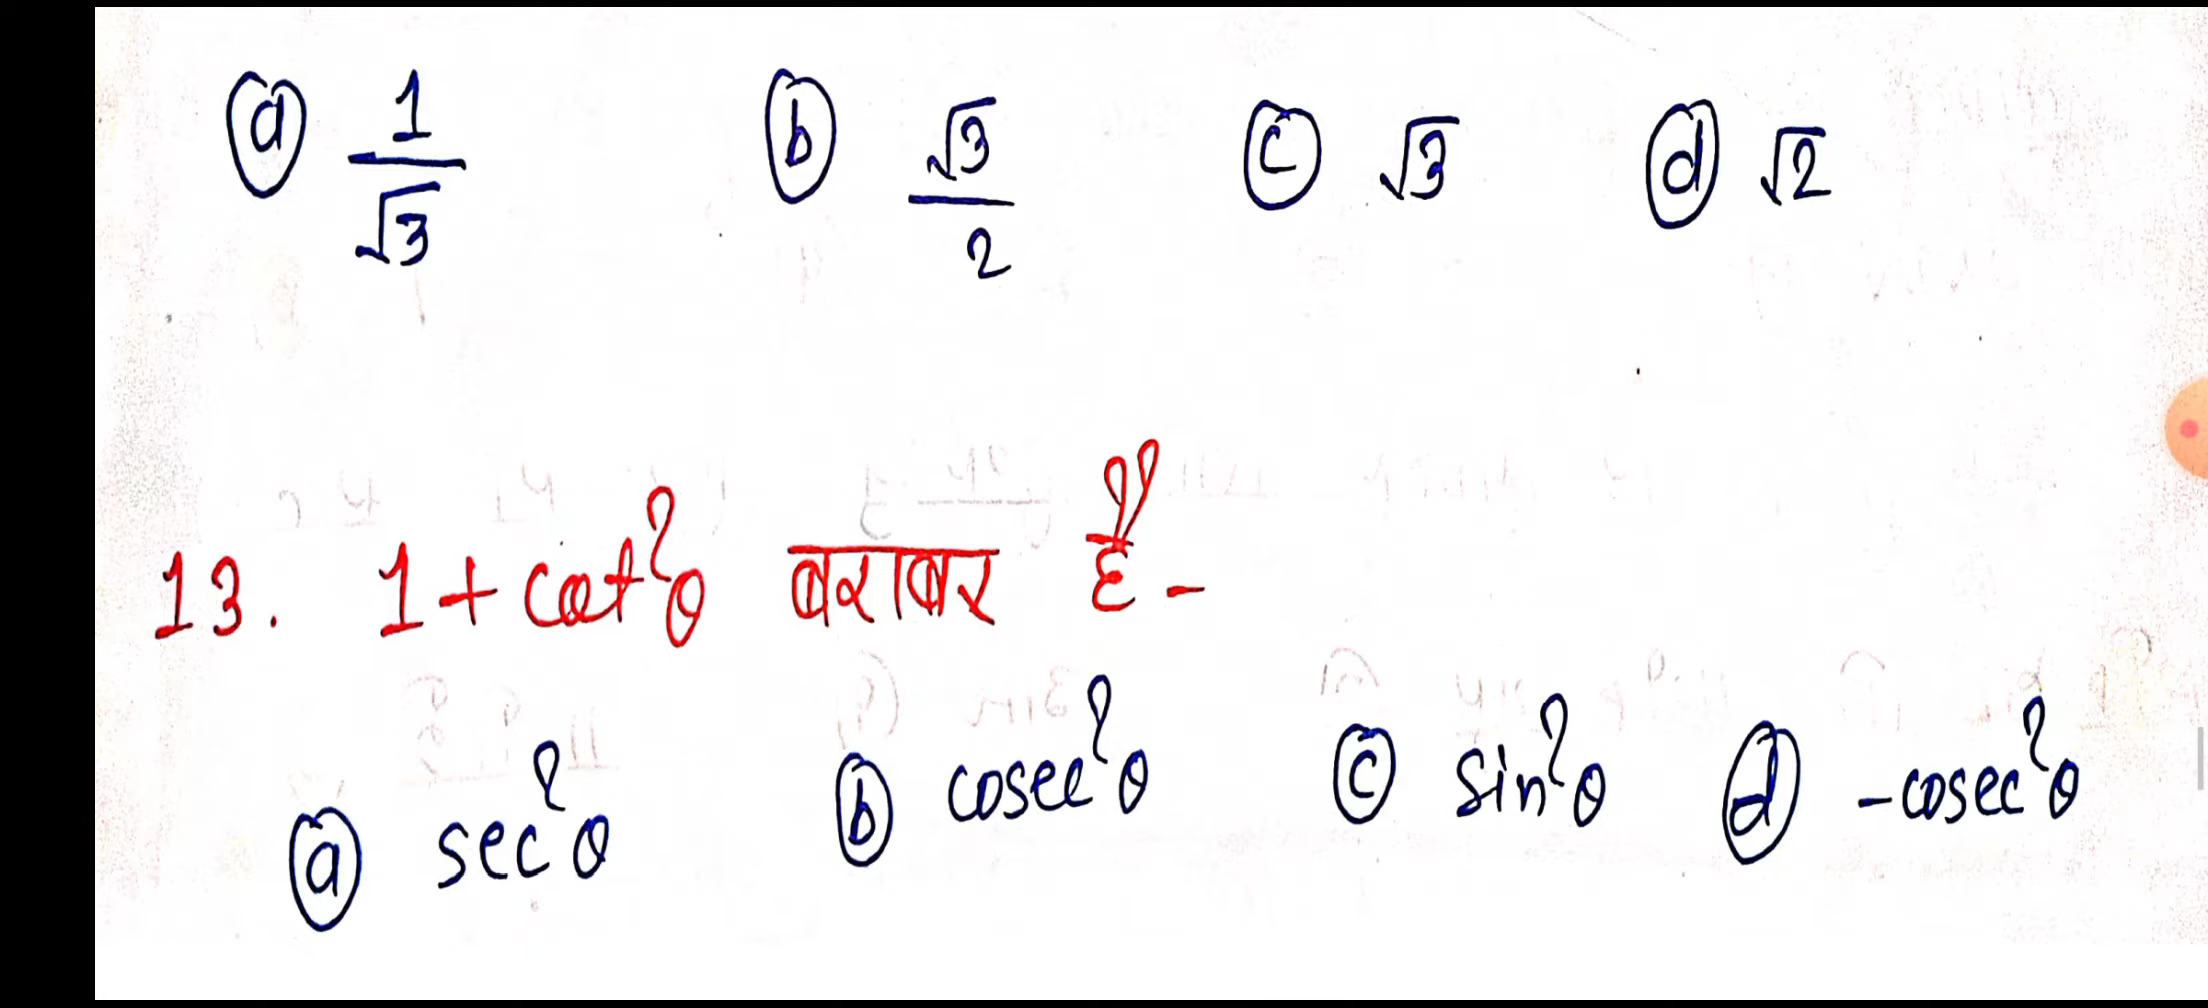 (a) 1/√3 (b) √3/2 (c) √3 (d) √2
13. 1+cot²θ बराबर है -
(a) sec²θ (b) cosec²θ (c) sin²θ (d) -cosec²θ